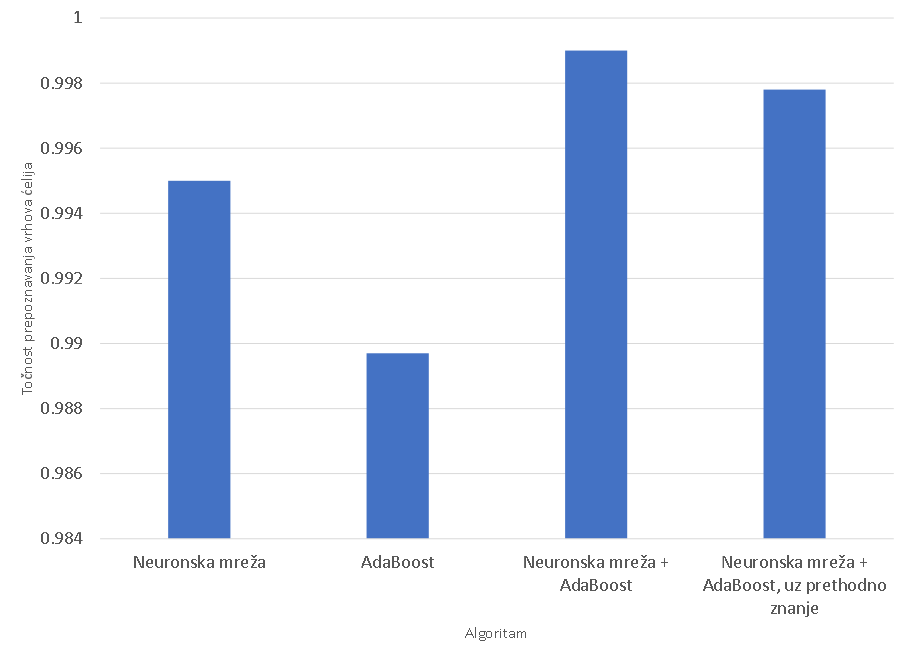 1
0.998
0.996
0.994
0.992
0.99
0.988
0.986
0.984
Točnost prepoznavanja vrhova ćelija
Neuronska mreža
AdaBoost
Neuronska mreža +
AdaBoost
Neuronska mreža +
AdaBoost, uz prethodno
znanje
Algoritam